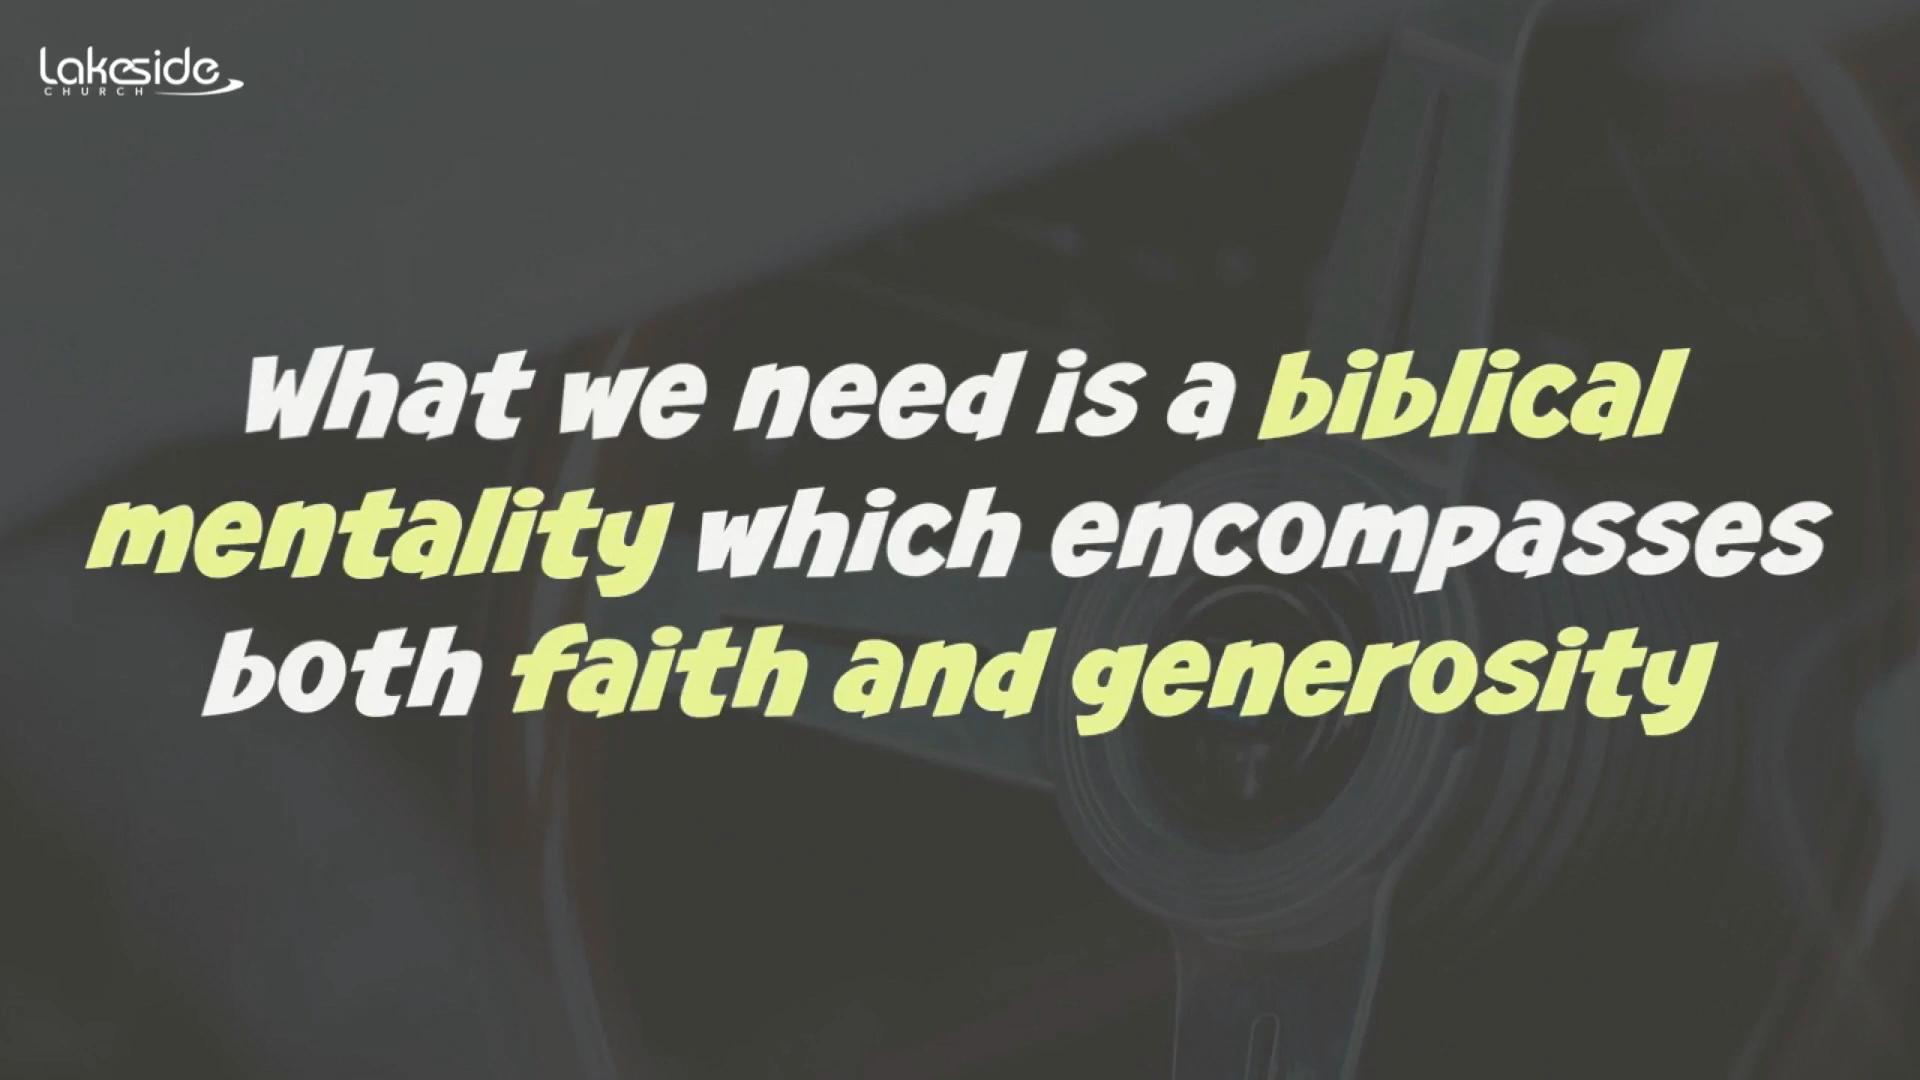 Lakeside
CHURCH
What we need is a biblical
mentality which encompasses
both faith and generosity